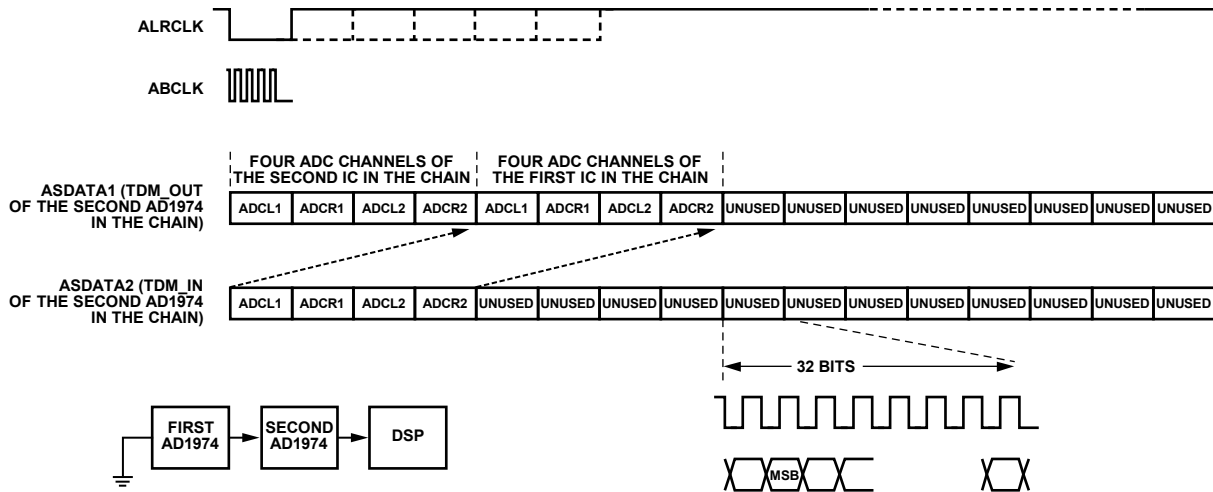 ALRCLK
ABCLK
FOUR ADC CHANNELS OF
THE SECOND IC IN THE CHAIN
FOUR ADC CHANNELS OF
THE FIRST IC IN THE CHAIN
ASDATA1 (TDM_OUT
OF THE SECOND AD1974
IN THE CHAIN)
ADCL1 ADCR1 ADCL2 ADCR2 ADCL1 ADCR1 ADCL2 ADCR2 UNUSED UNUSED UNUSED UNUSED UNUSED UNUSED UNUSED UNUSED
ASDATA2 (TDM_IN
OF THE SECOND AD1974
IN THE CHAIN)
ADCL1 ADCR1 ADCL2 ADCR2 UNUSED UNUSED UNUSED UNUSED UNUSED UNUSED UNUSED UNUSED UNUSED UNUSED UNUSED UNUSED
32 BITS
FIRST
AD1974
SECOND
AD1974
DSP
MSB